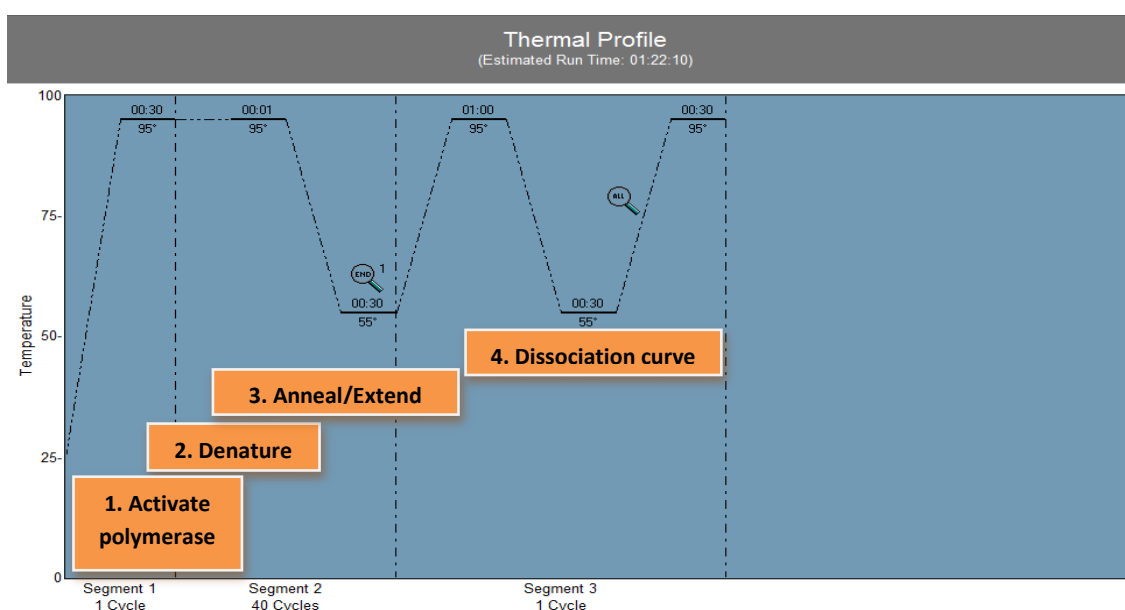 Thermal Profile
(Estimated Run Time: 01:22:10)
Temperature
100
75-
50-
25-
0
00:30
95°
00:01
95°
END 1
00:30
55°
01:00
95°
00:30
55°
ALL
00:30
95°
4. Dissociation curve
3. Anneal/Extend
2. Denature
1. Activate
polymerase
Segment 1
1 Cycle
Segment 2
40 Cycles
Segment 3
1 Cycle